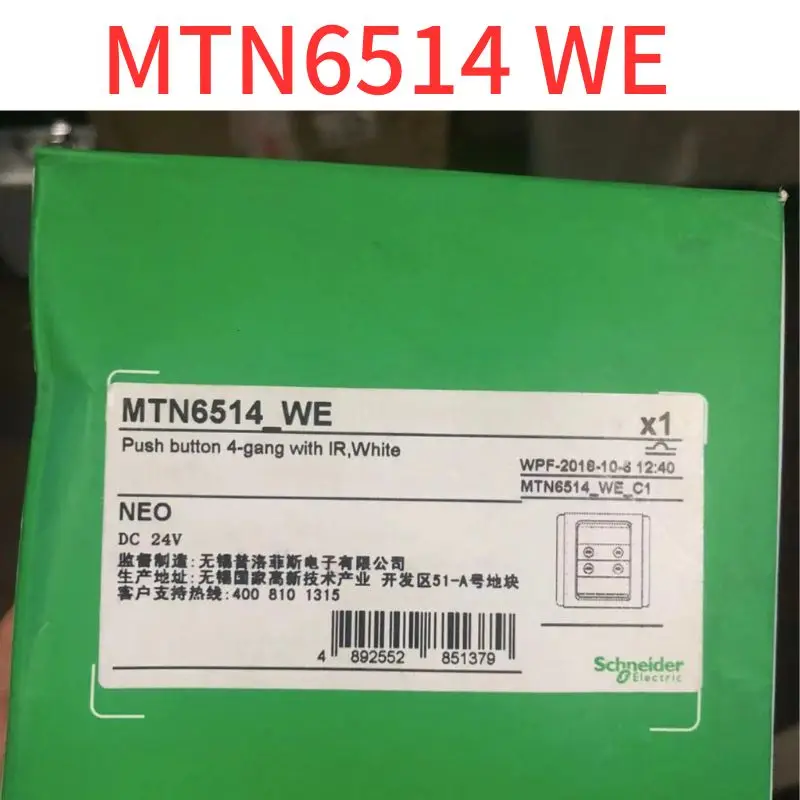 MTN6514 WE
MTN6514_WE
x1
Push button 4-gang with IR,White
WPF-2018-10-8 12:40
MTN6514_WE_C1
NEO
DC 24V
监督制造:无锡普洛菲斯电子有限公司
生产地址:无锡国家高新技术产业 开发区51-A号地块
客户支持热线:400 810 1315
4 892552 851379
Schneider
Electric